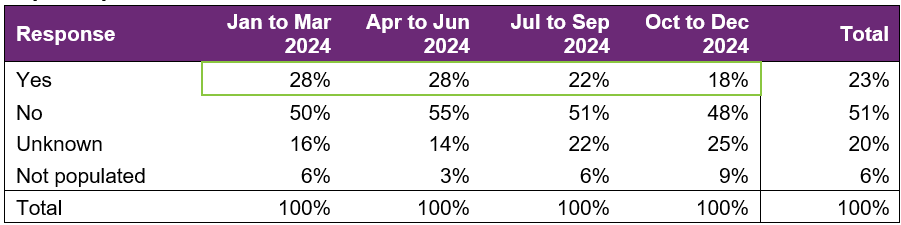 Response Jan to Mar 2024 Apr to Jun 2024 Jul to Sep 2024 Oct to Dec 2024 Total
Yes 28% 28% 22% 18% 23%
No 50% 55% 51% 48% 51%
Unknown 16% 14% 22% 25% 20%
Not populated 6% 3% 6% 9% 6%
Total 100% 100% 100% 100% 100%